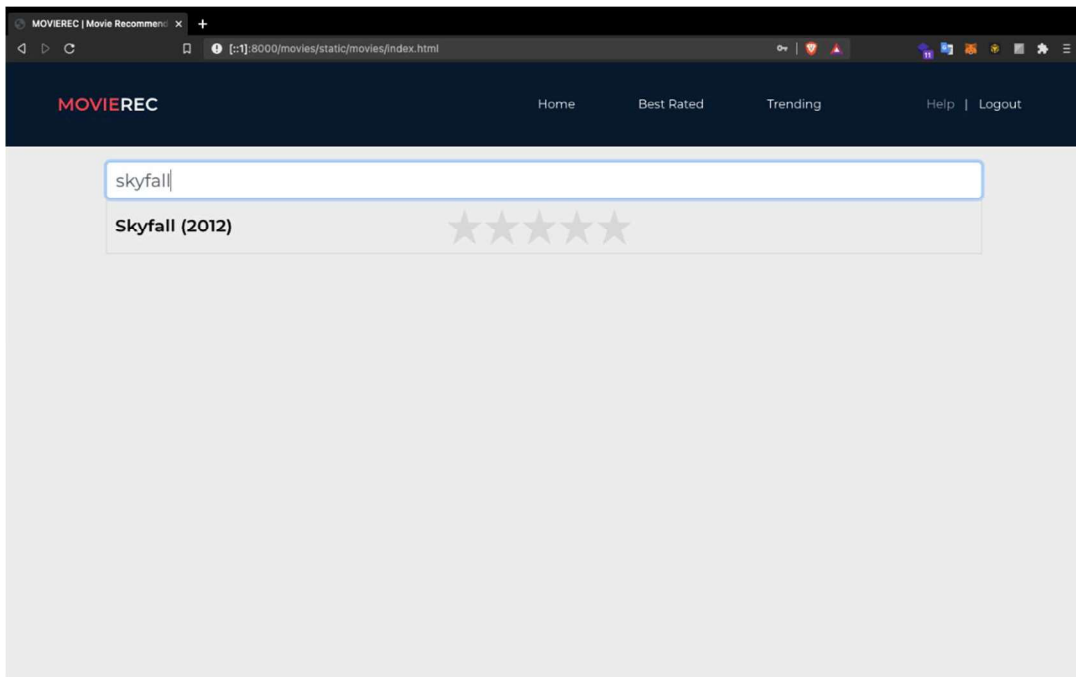 MOVIEREC | Movie Recommend
[::1]:8000/movies/static/movies/index.html
11
MOVIEREC Home Best Rated Trending Help | Logout
skyfall
Skyfall (2012)